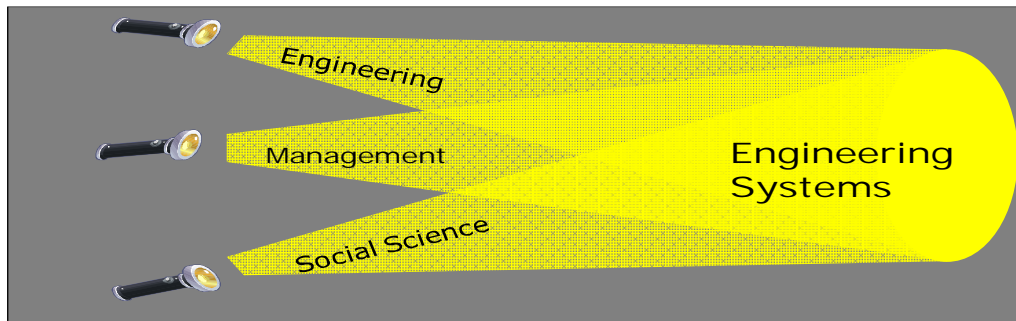 Engineering
Management
Social Science
Engineering
Systems